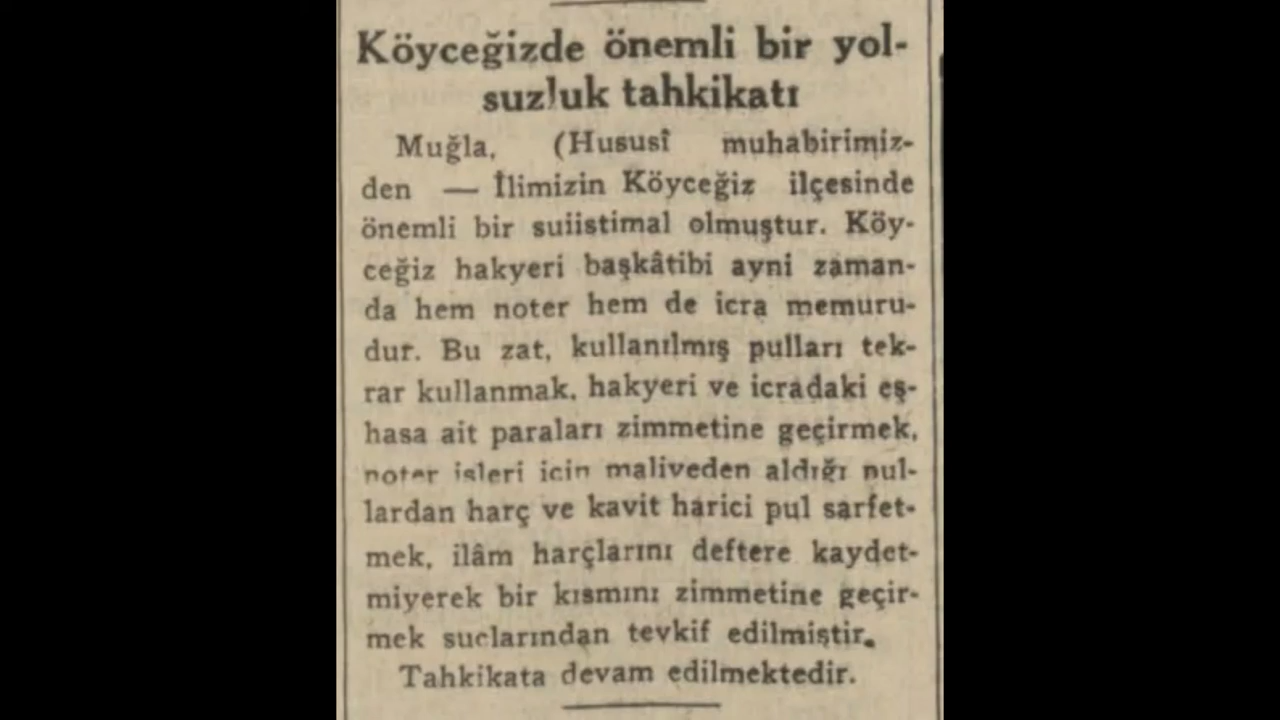 Köyceğizde önemli bir yol-
suzluk tahkikatı
Muğla, (Hususî muhabirimiz-
den — İlimizin Köyceğiz ilçesinde
önemli bir suiistimal olmuştur. Köy-
ceğiz hakyeri başkâtibi ayni zaman-
da hem noter hem de icra memuru-
dur. Bu zat, kullanılmış pulları tek-
rar kullanmak, hakyeri ve icradaki eş-
hasa ait paraları zimmetine geçirmek,
noter işleri için maliyeden aldığı pul-
lardan harç ve kavit harici pul sarfet-
mek, ilâm harçlarını deftere kaydet-
miyerek bir kısmını zimmetine geçir-
mek suclarından tevkif edilmiştir.
Tahkikata devam edilmektedir.